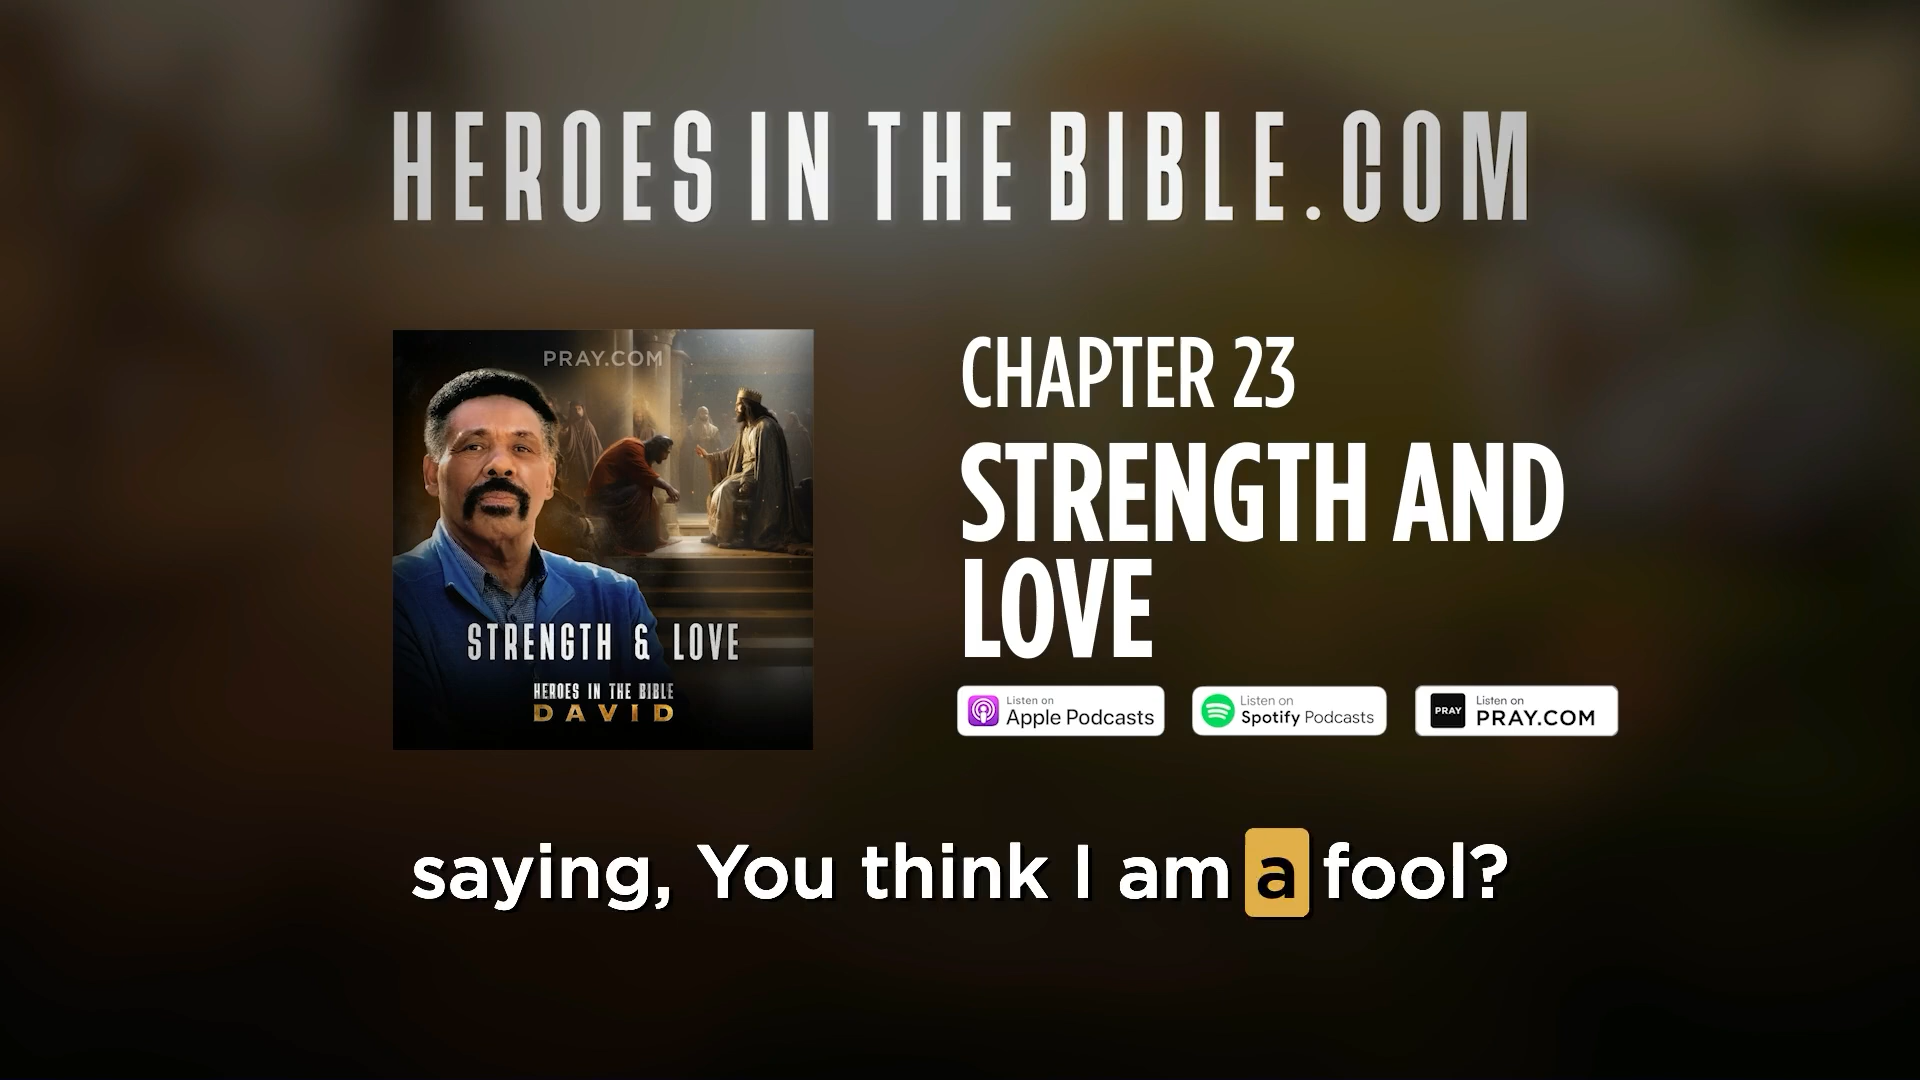 HEROES IN THE BIBLE.COM
PRAY.COM
STRENGTH & LOVE
HEROES IN THE BIBLE
DAVID
CHAPTER 23
STRENGTH AND
LOVE
Listen on
Apple Podcasts
Listen on
Spotify Podcasts
PRAY
Listen on
PRAY.COM
saying, You think I am a fool?